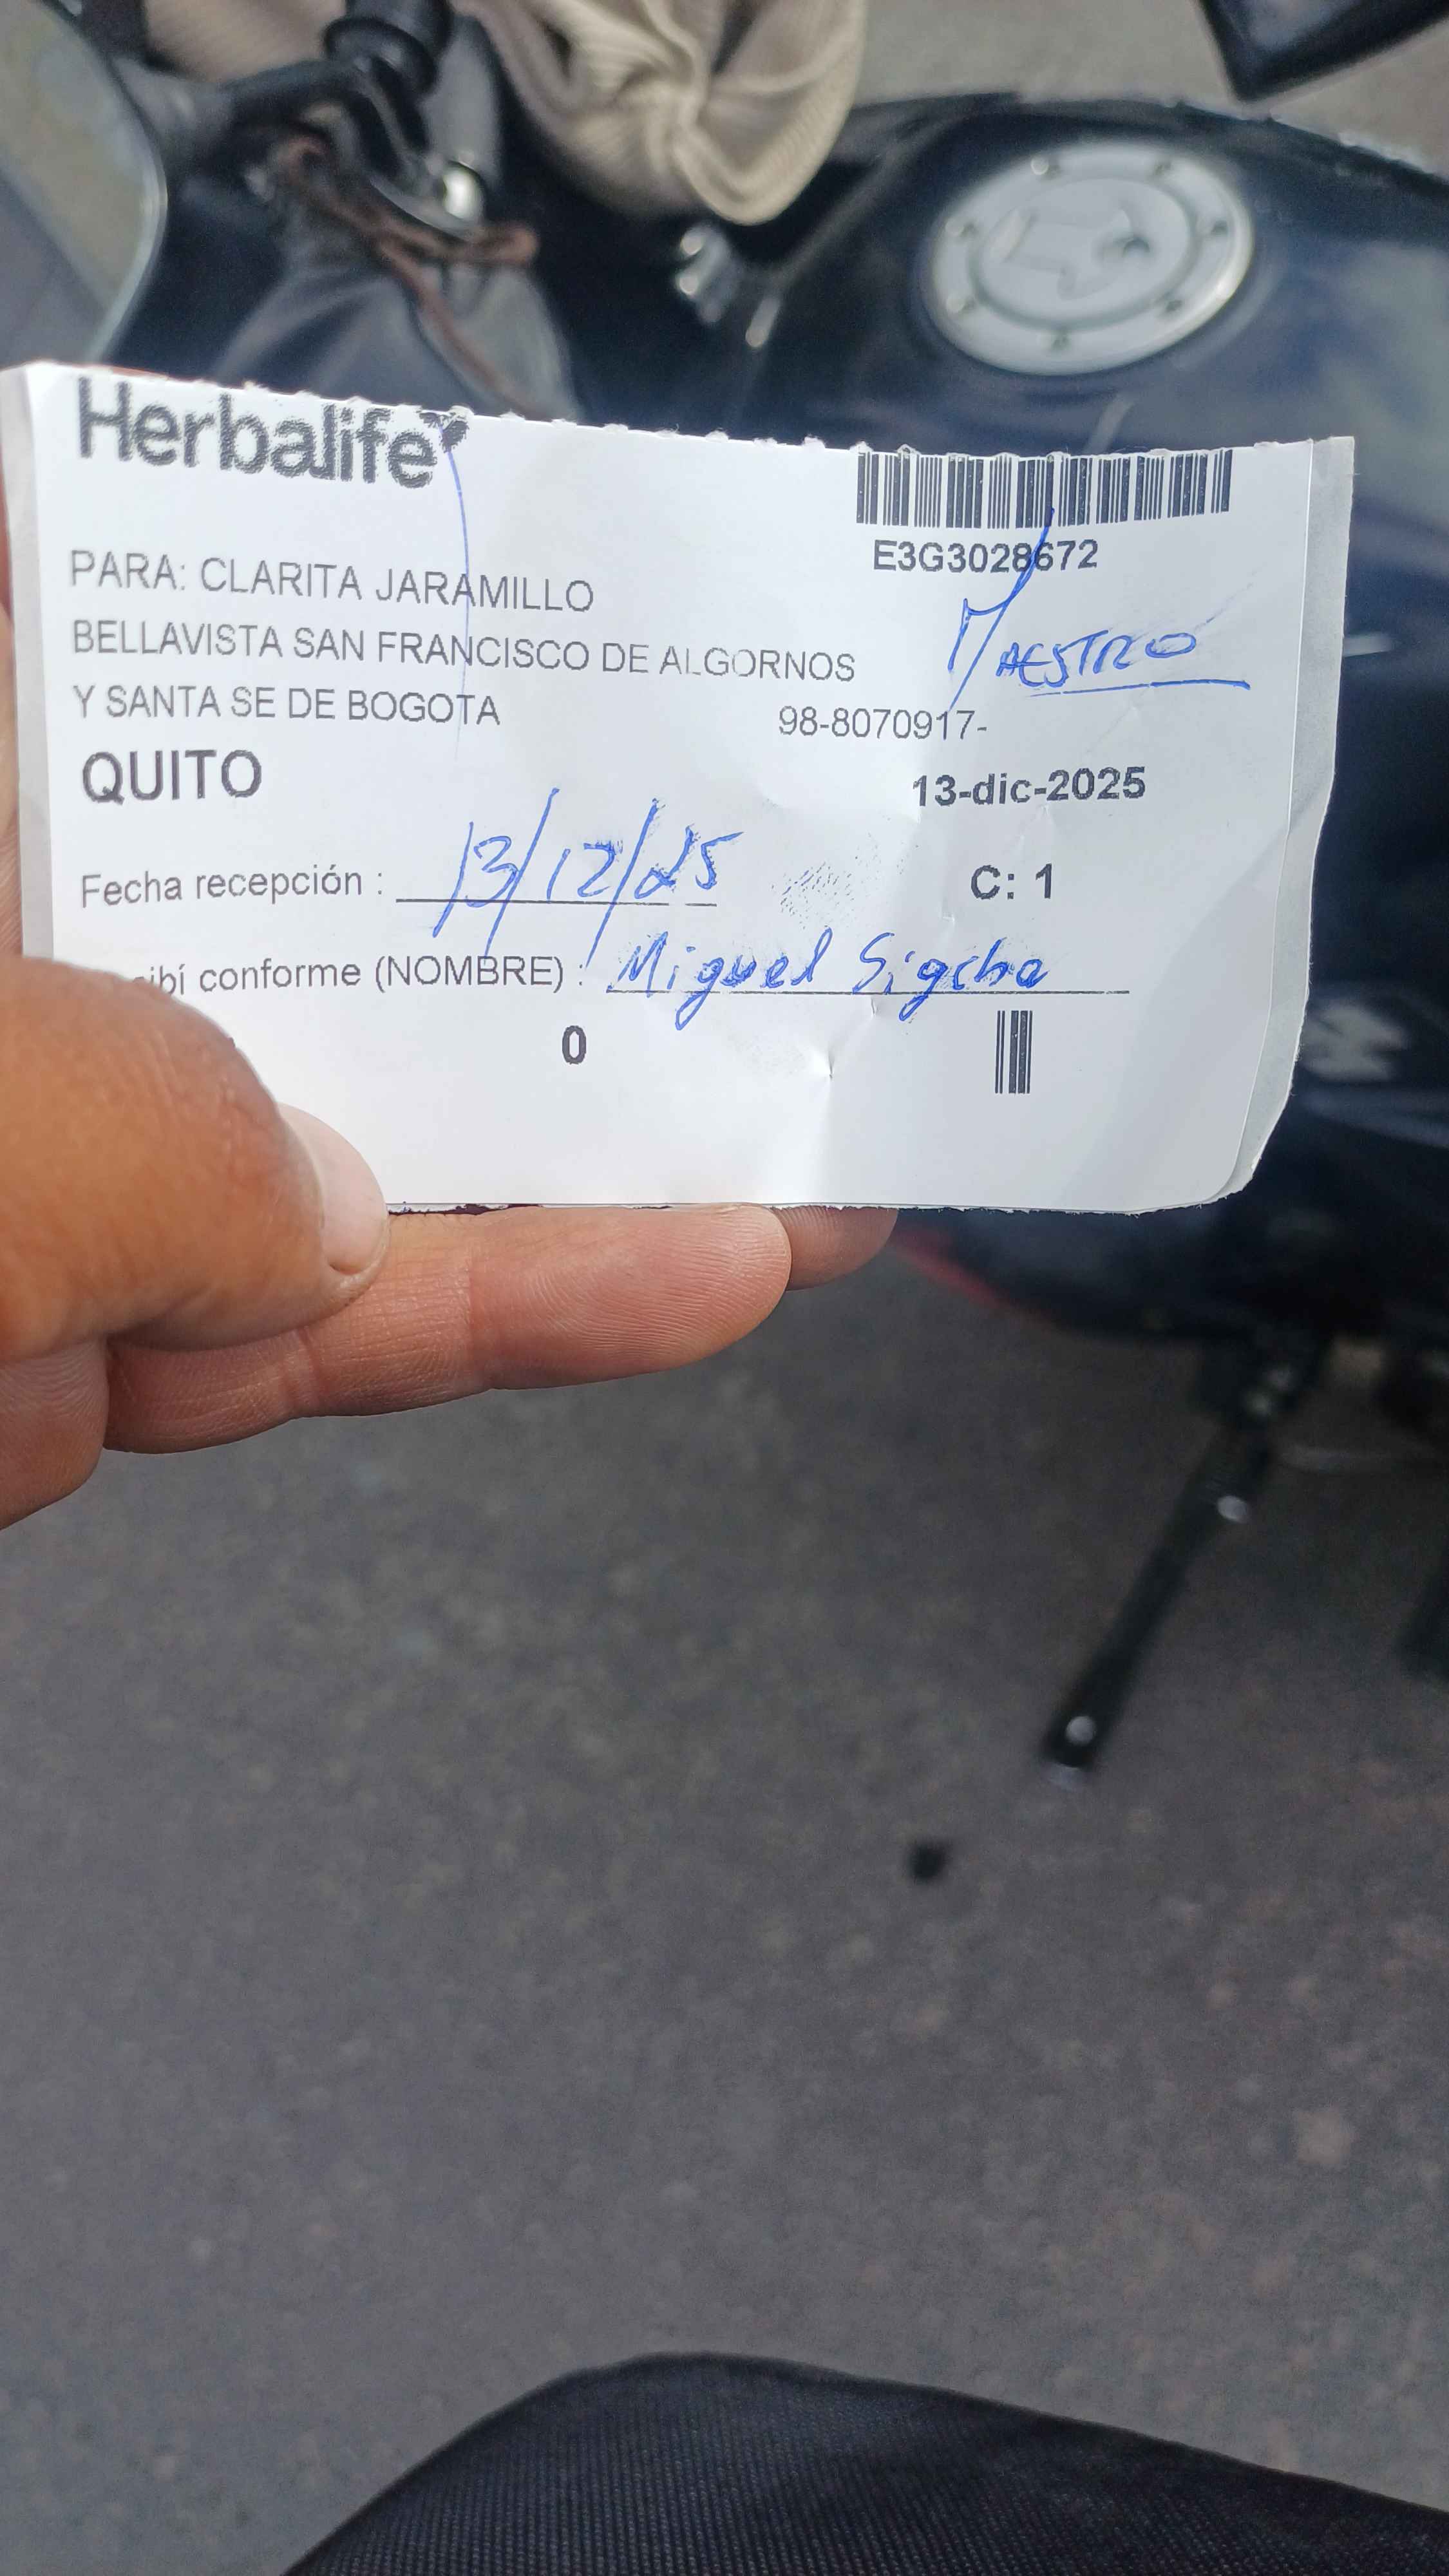 Herbalife
E3G3028672
PARA: CLARITA JARAMILLO
MAESTRO
BELLAVISTA SAN FRANCISCO DE ALGORNOS
Y SANTA SE DE BOGOTA 98-8070917-
QUITO 13-dic-2025
Fecha recepción : 13/12/25 C: 1
ibí conforme (NOMBRE) : Miguel Sigcha
0